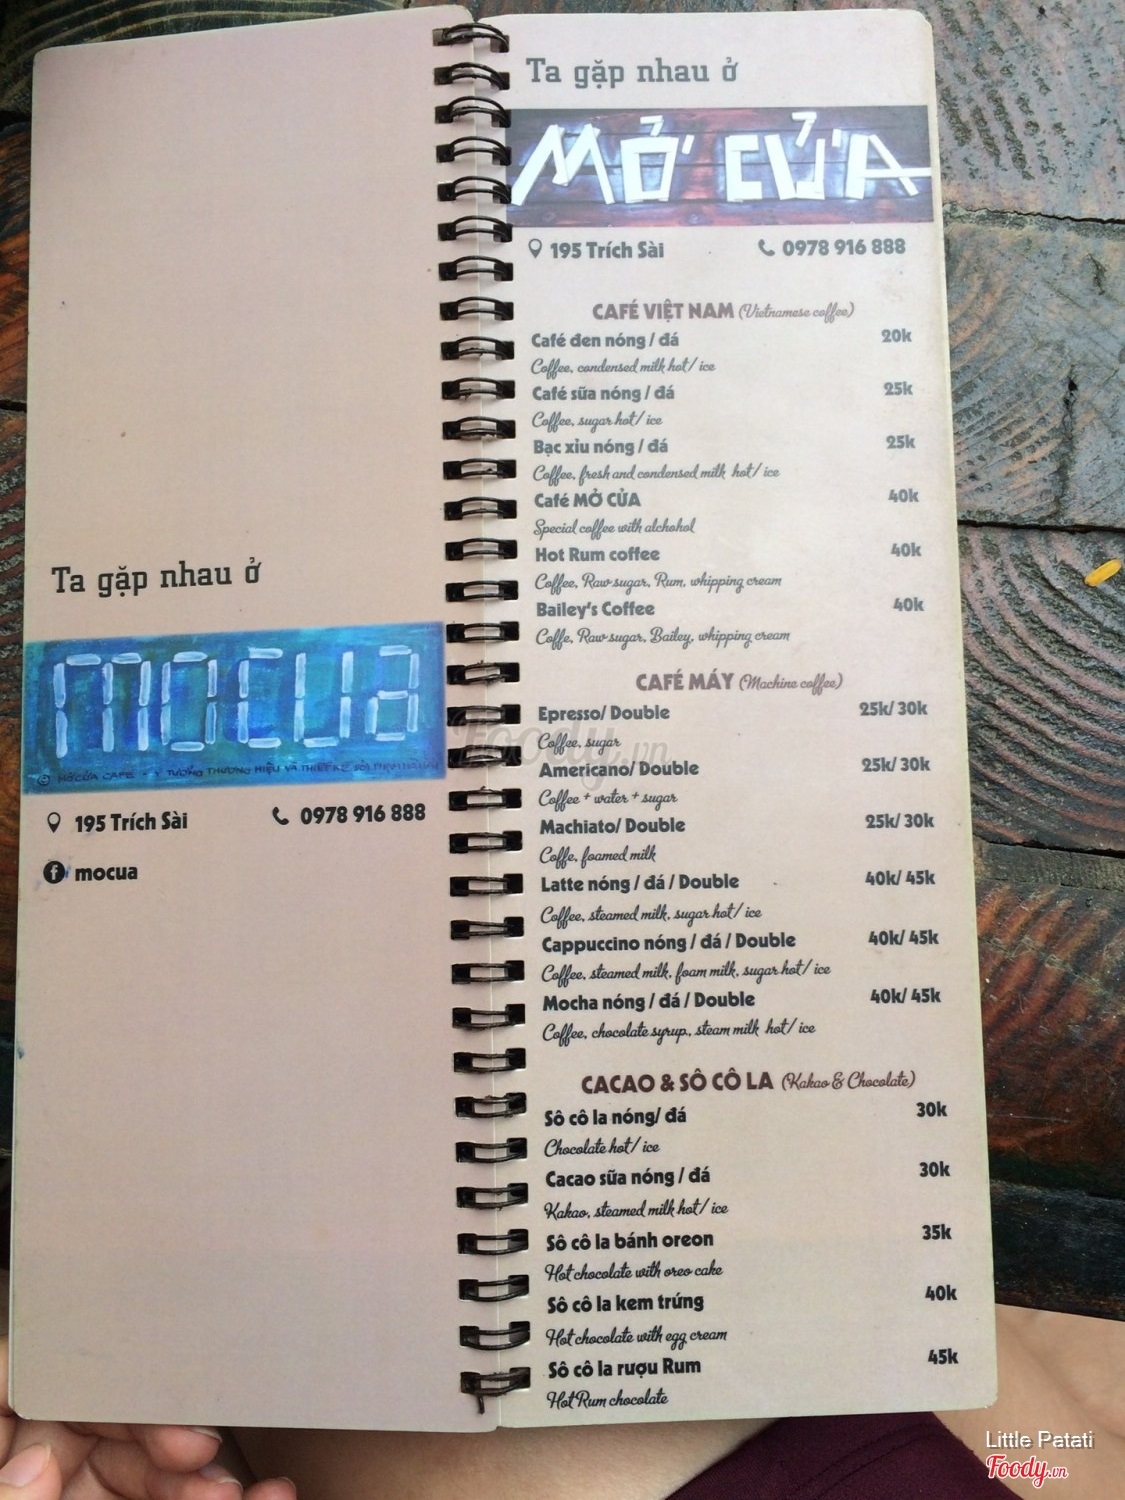 Ta gặp nhau ở
mocua
195 Trích Sài
0978 916 888
mocua
Ta gặp nhau ở
MỞ CỬA
195 Trích Sài
0978 916 888
CAFÉ VIỆT NAM (Vietnamese coffee)
Café đen nóng / đá 20k
Coffee, condensed milk hot/ ice
Café sữa nóng / đá 25k
Coffee, sugar hot/ ice
Bạc xỉu nóng / đá 25k
Coffee, fresh and condensed milk hot/ ice
Café MỞ CỬA 40k
Special coffee with alchohol
Hot Rum coffee 40k
Coffee, Raw sugar, Rum, whipping cream
Bailey's Coffee 40k
Coffe, Raw sugar, Bailey, whipping cream
CAFÉ MÁY (Machine coffee)
Epresso/ Double 25k/ 30k
Coffee, sugar
Americano/ Double 25k/ 30k
Coffee + water + sugar
Machiato/ Double 25k/ 30k
Coffe, foamed milk
Latte nóng / đá / Double 40k/ 45k
Coffee, steamed milk, sugar hot/ ice
Cappuccino nóng / đá / Double 40k/ 45k
Coffee, steamed milk, foam milk, sugar hot/ ice
Mocha nóng / đá / Double 40k/ 45k
Coffee, chocolate syrup, steam milk hot/ ice
CACAO & SÔ CÔ LA (Kakao & Chocolate)
Sô cô la nóng/ đá 30k
Chocolate hot/ ice
Cacao sữa nóng / đá 30k
Kakao, steamed milk hot/ ice
Sô cô la bánh oreon 35k
Hot chocolate with oreo cake
Sô cô la kem trứng 40k
Hot chocolate with egg cream
Sô cô la rượu Rum 45k
Hot Rum chocolate
Foody.vn
Little Patati
Foody.vn